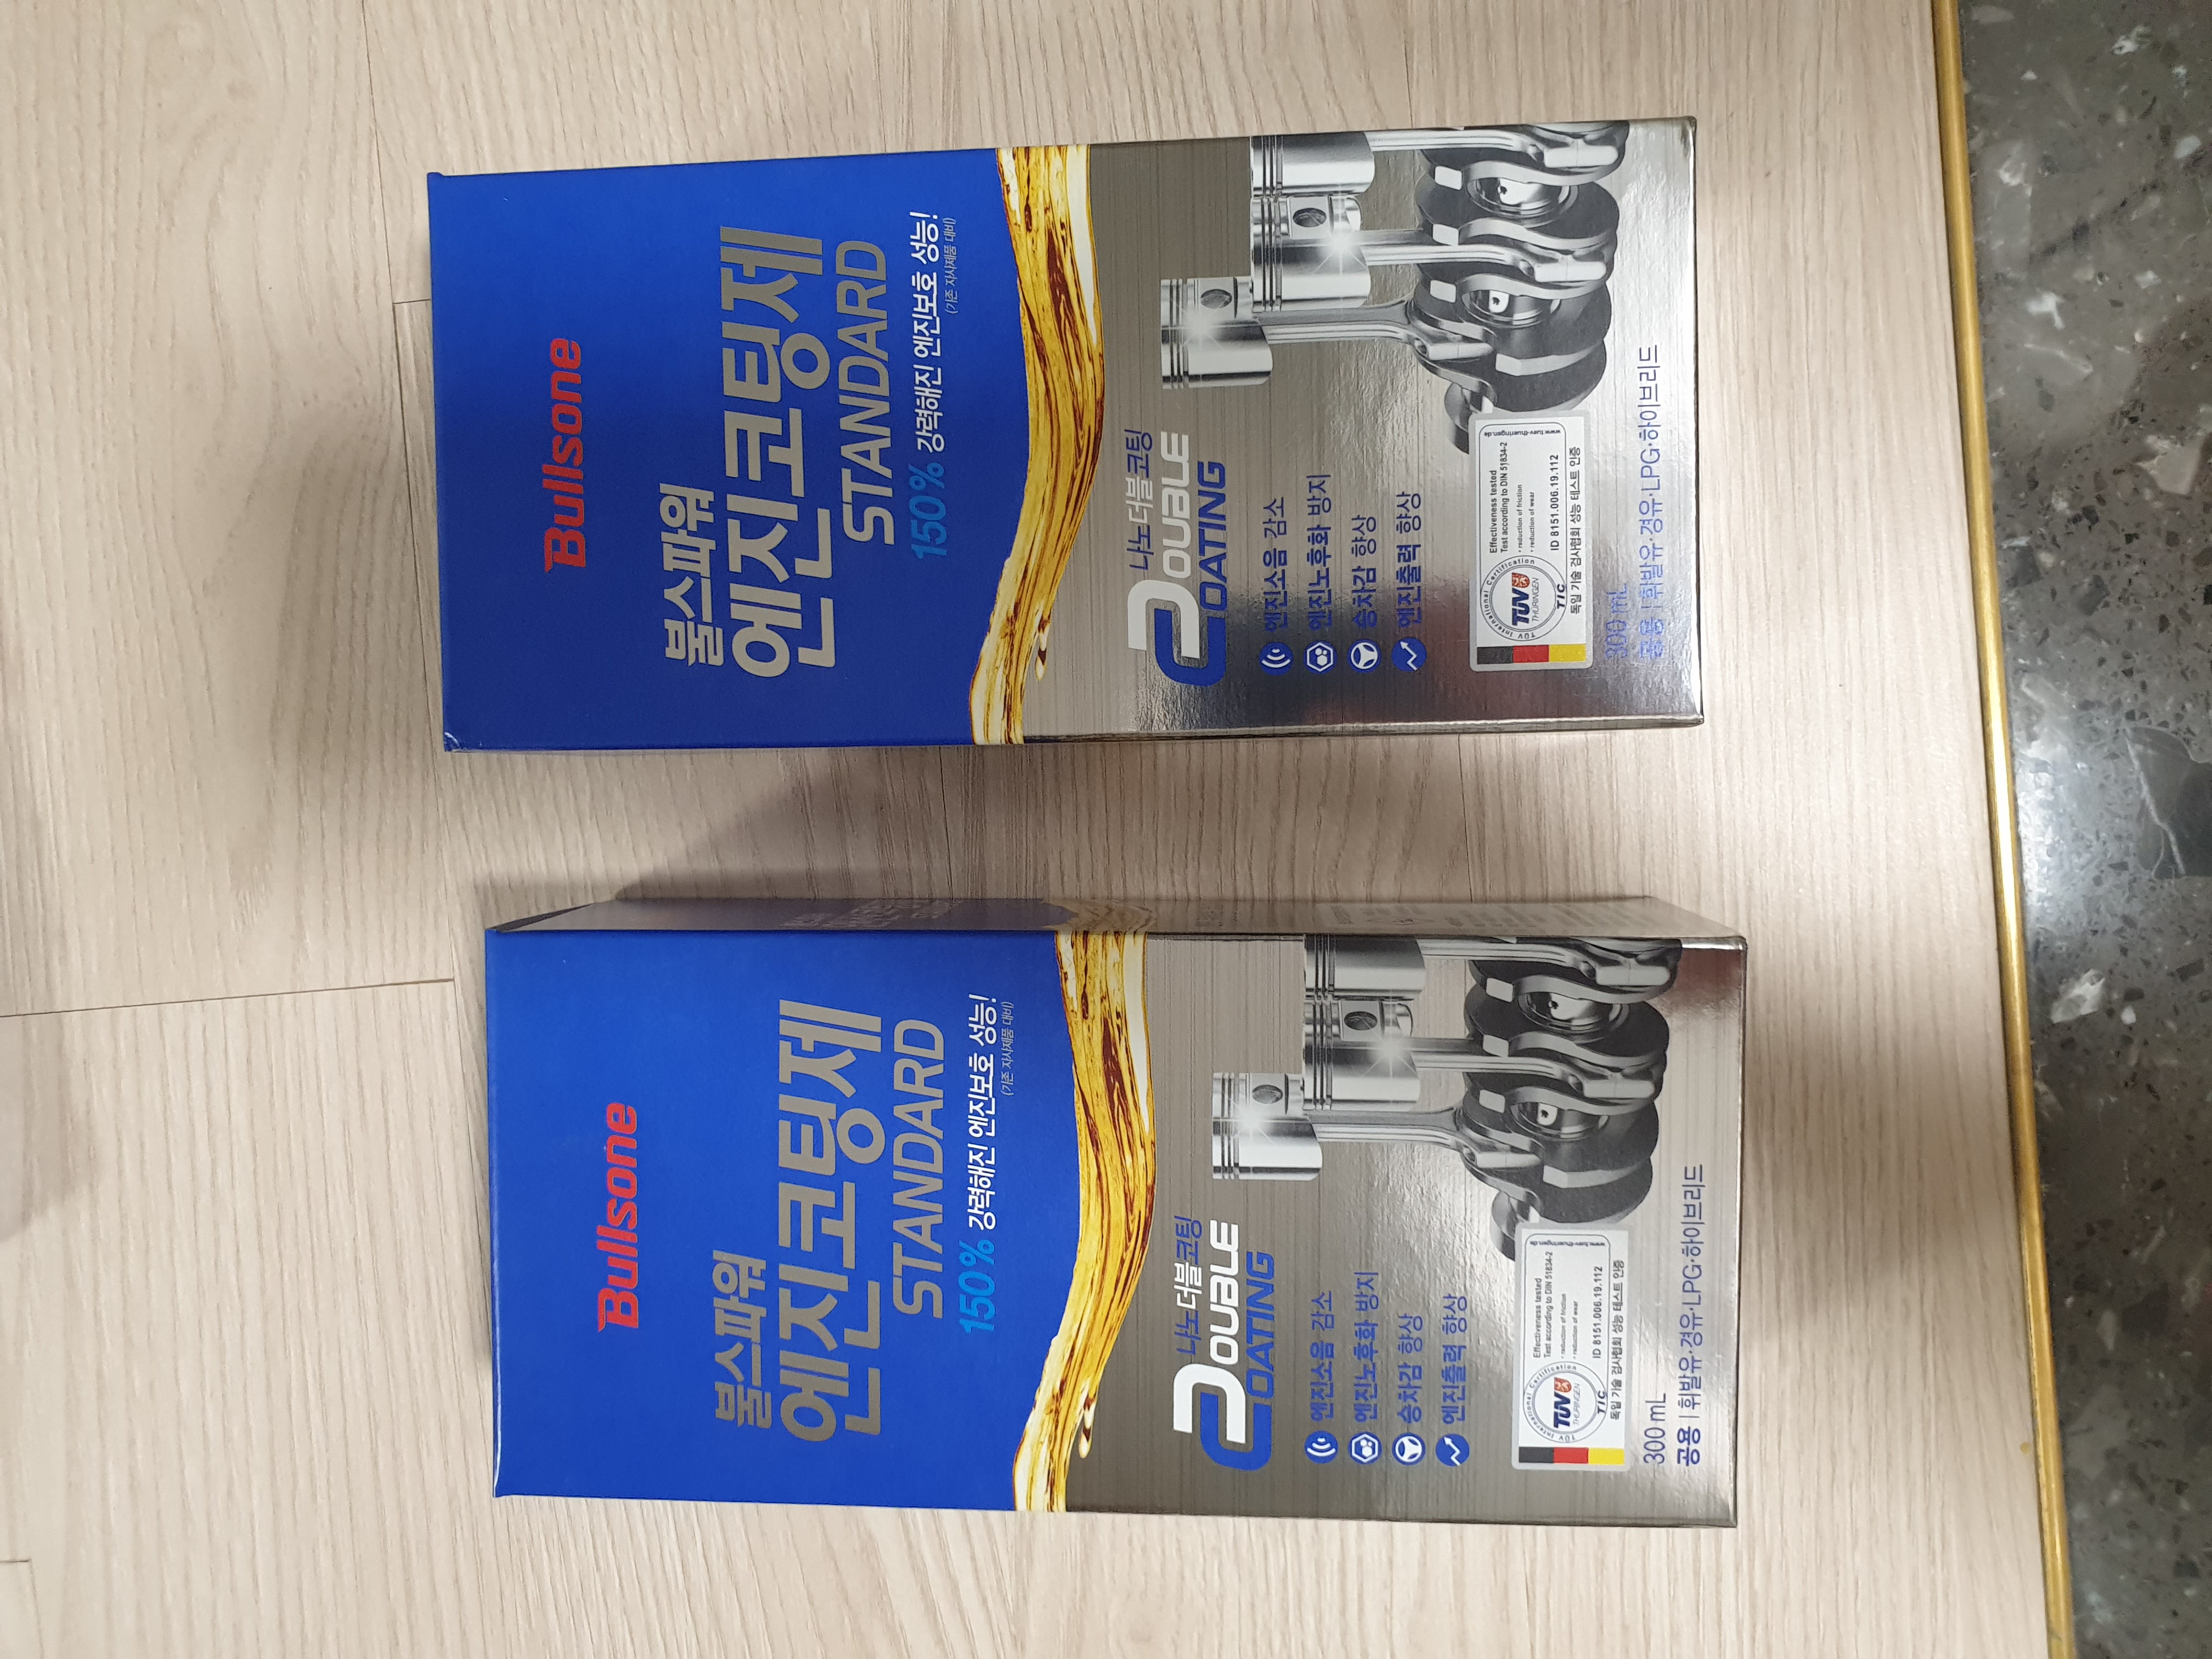 Bullsone
불스파워
엔진코팅제
STANDARD
150% 강력해진 엔진보호 성능!
(기존 자사제품 대비)
나노 더블코팅
DOUBLE
COATING
엔진소음 감소
엔진노후화 방지
승차감 향상
엔진출력 향상
TÜV International Certification
TÜV
THÜRINGEN
TIC
Effectiveness tested
Test according to DIN 51834-2
• reduction of friction
• reduction of wear
ID 8151.006.19.112
www.tuev-thueringen.de
독일 기술 검사협회 성능 테스트 인증
300 mL
공용 | 휘발유·경유·LPG·하이브리드
Bullsone
불스파워
엔진코팅제
STANDARD
150% 강력해진 엔진보호 성능!
(기존 자사제품 대비)
나노 더블코팅
DOUBLE
COATING
엔진소음 감소
엔진노후화 방지
승차감 향상
엔진출력 향상
TÜV International Certification
TÜV
THÜRINGEN
TIC
Effectiveness tested
Test according to DIN 51834-2
• reduction of friction
• reduction of wear
ID 8151.006.19.112
www.tuev-thueringen.de
독일 기술 검사협회 성능 테스트 인증
300 mL
공용 | 휘발유·경유·LPG·하이브리드